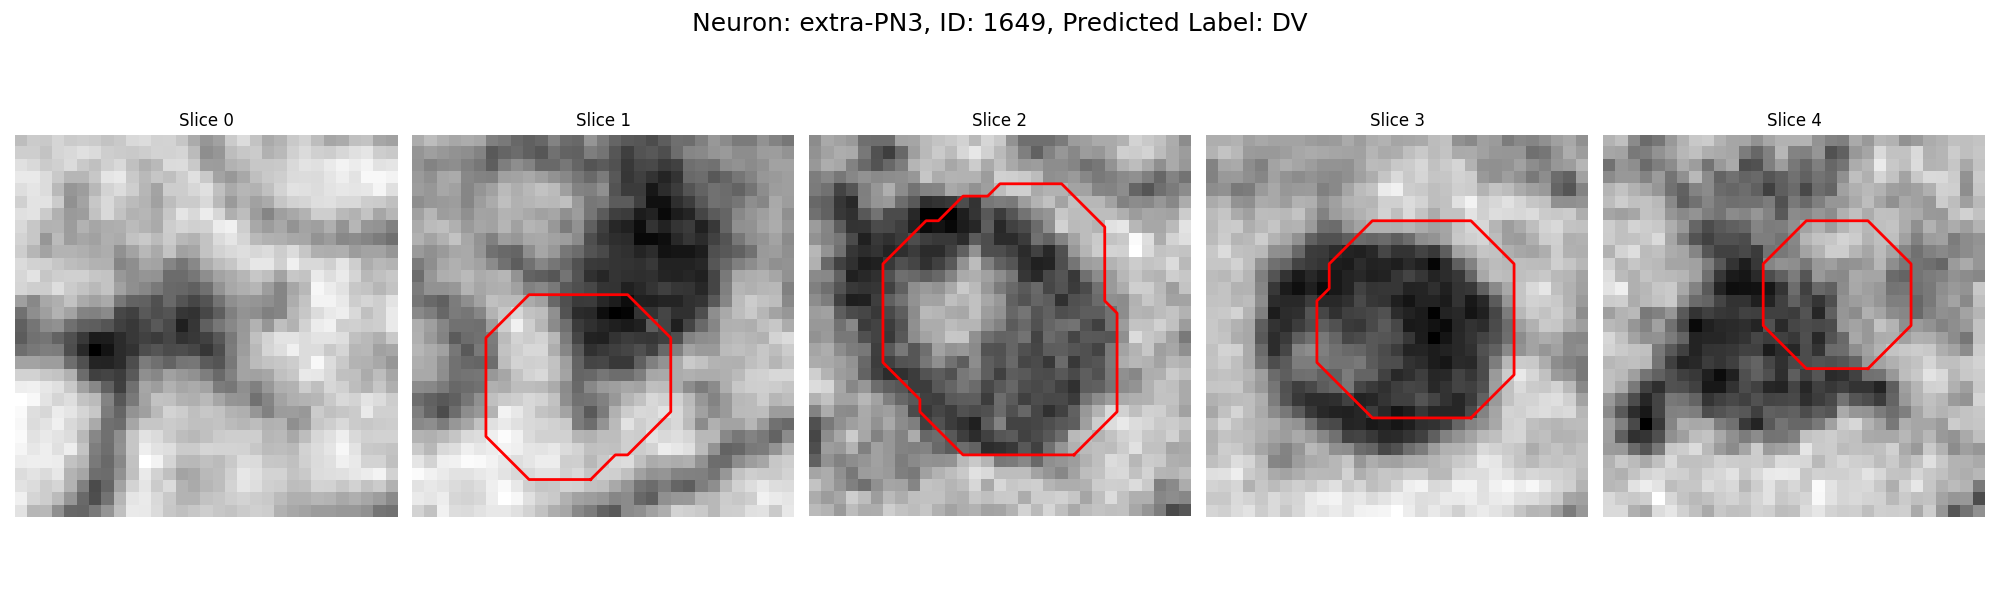 Neuron: extra-PN3, ID: 1649, Predicted Label: DV
Slice 0
Slice 1
Slice 2
Slice 3
Slice 4